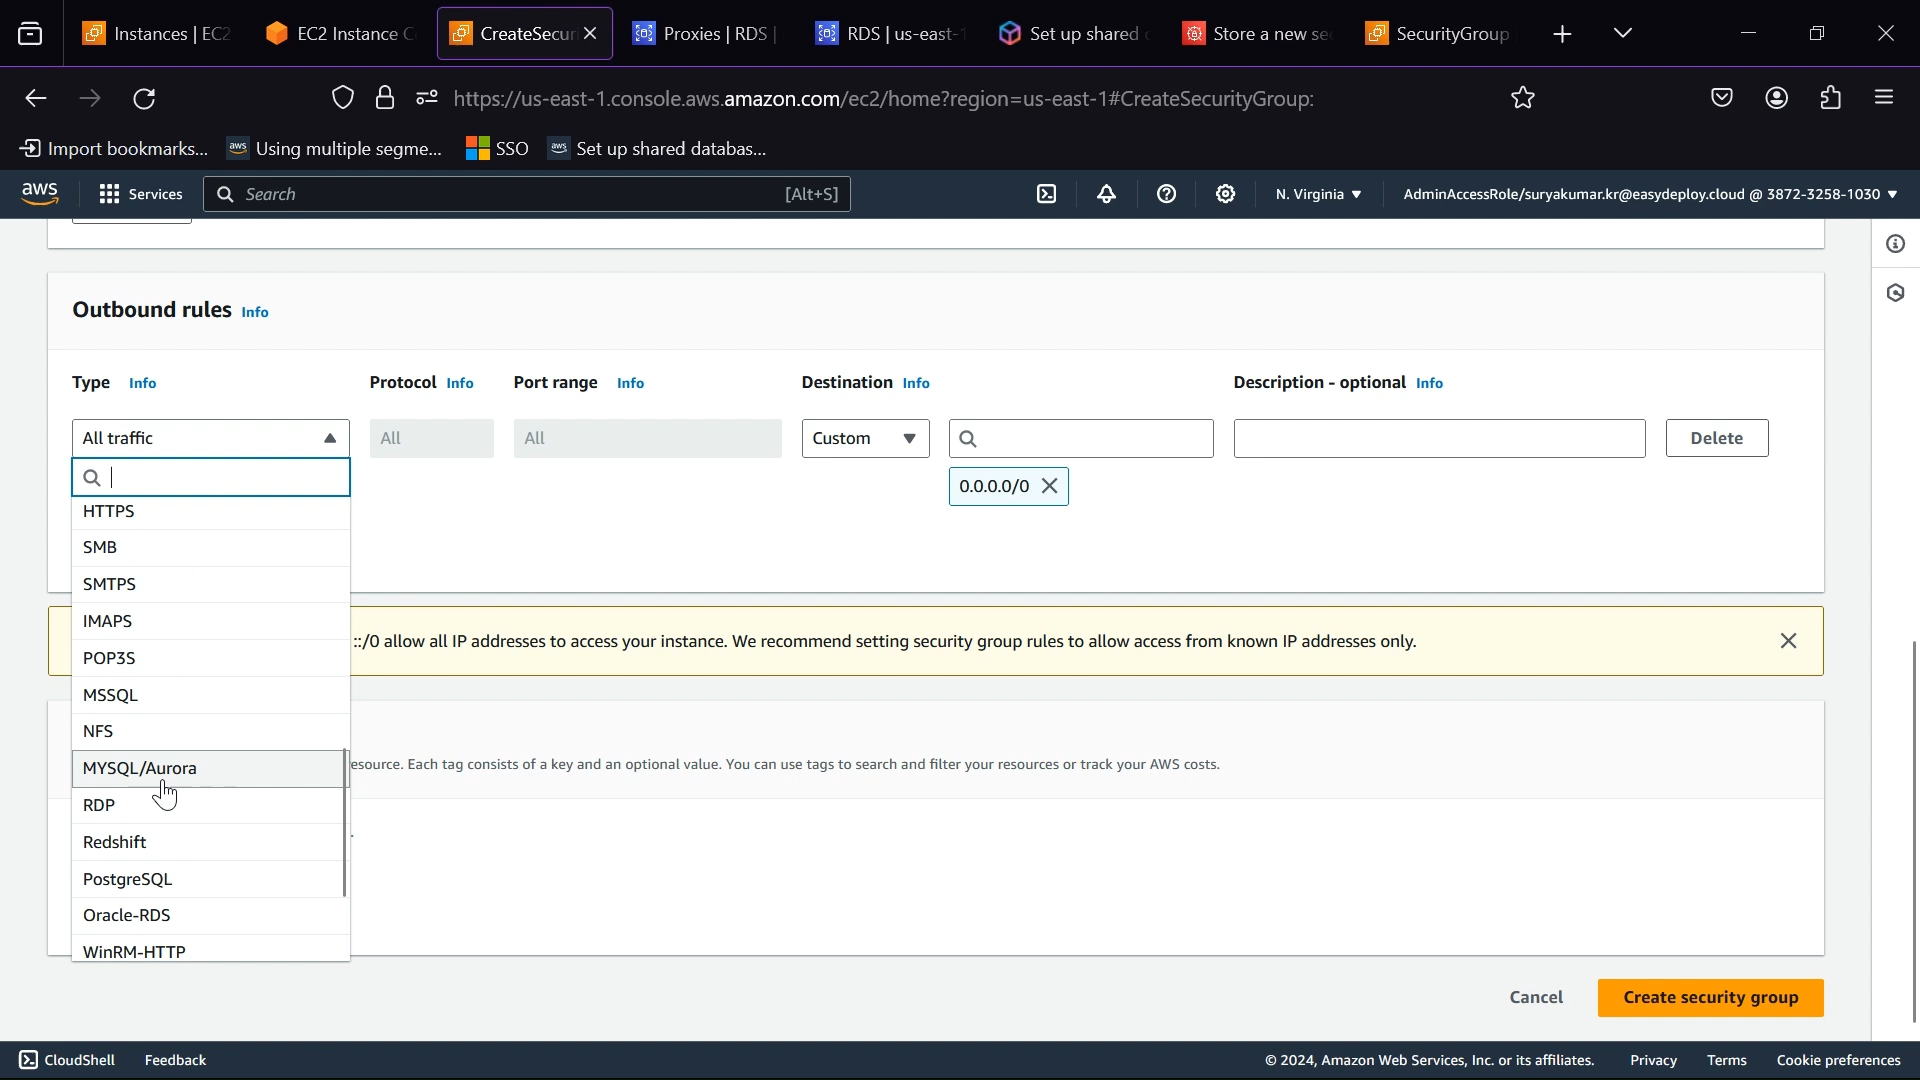 Instances | EC2
EC2 Instance C
CreateSecuri
Proxies | RDS |
RDS | us-east-
Set up shared
Store a new se
SecurityGroup
https://us-east-1.console.aws.amazon.com/ec2/home?region=us-east-1#CreateSecurityGroup:
Import bookmarks...
aws Using multiple segme...
SSO
aws Set up shared databas...
aws
Services
Search
[Alt+S]
N. Virginia
AdminAccessRole/suryakumar.kr@easydeploy.cloud @ 3872-3258-1030
Outbound rules Info
Type Info
Protocol Info
Port range Info
Destination Info
Description - optional Info
All traffic
All
All
Custom
Delete
0.0.0.0/0
HTTPS
SMB
SMTPS
IMAPS
::/0 allow all IP addresses to access your instance. We recommend setting security group rules to allow access from known IP addresses only.
POP3S
MSSQL
NFS
MYSQL/Aurora
esource. Each tag consists of a key and an optional value. You can use tags to search and filter your resources or track your AWS costs.
RDP
Redshift
PostgreSQL
Oracle-RDS
WinRM-HTTP
Cancel
Create security group
CloudShell
Feedback
© 2024, Amazon Web Services, Inc. or its affiliates.
Privacy
Terms
Cookie preferences